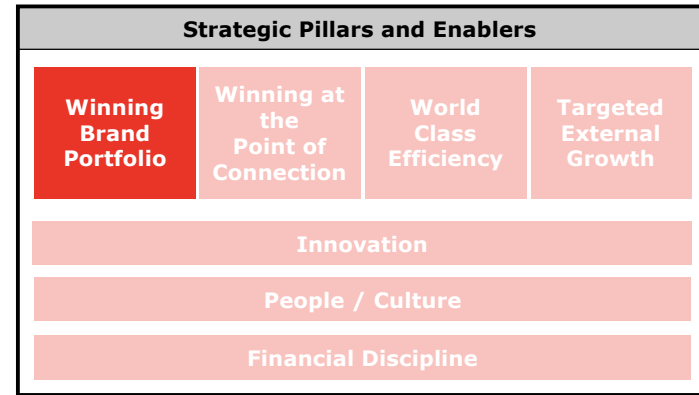 Strategic Pillars and Enablers
Winning
Brand
Portfolio
Winning at
the
Point of
Connection
World
Class
Efficiency
Targeted
External
Growth
Innovation
People / Culture
Financial Discipline